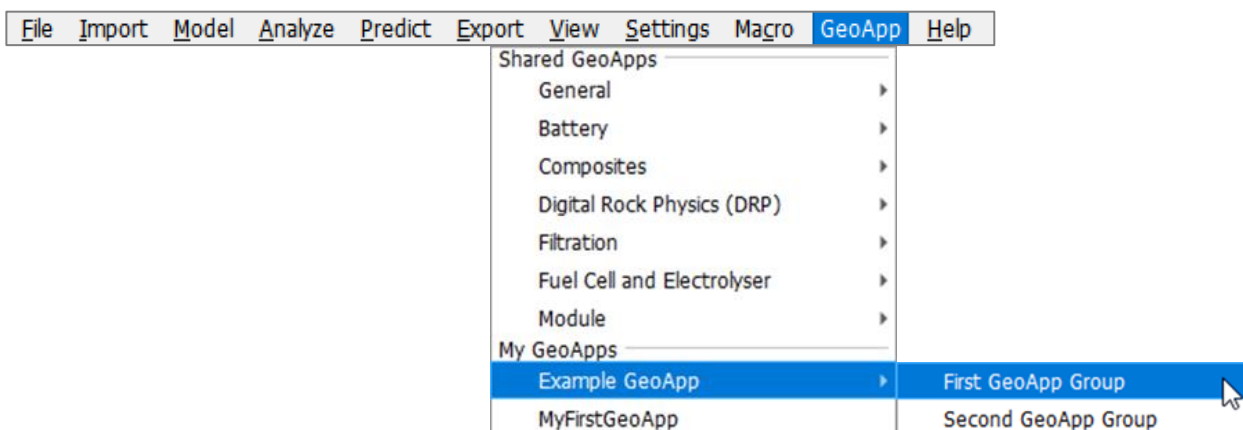 File Import Model Analyze Predict Export View Settings Macro GeoApp Help
Shared GeoApps
General
Battery
Composites
Digital Rock Physics (DRP)
Filtration
Fuel Cell and Electrolyser
Module
My GeoApps
Example GeoApp First GeoApp Group
MyFirstGeoApp Second GeoApp Group